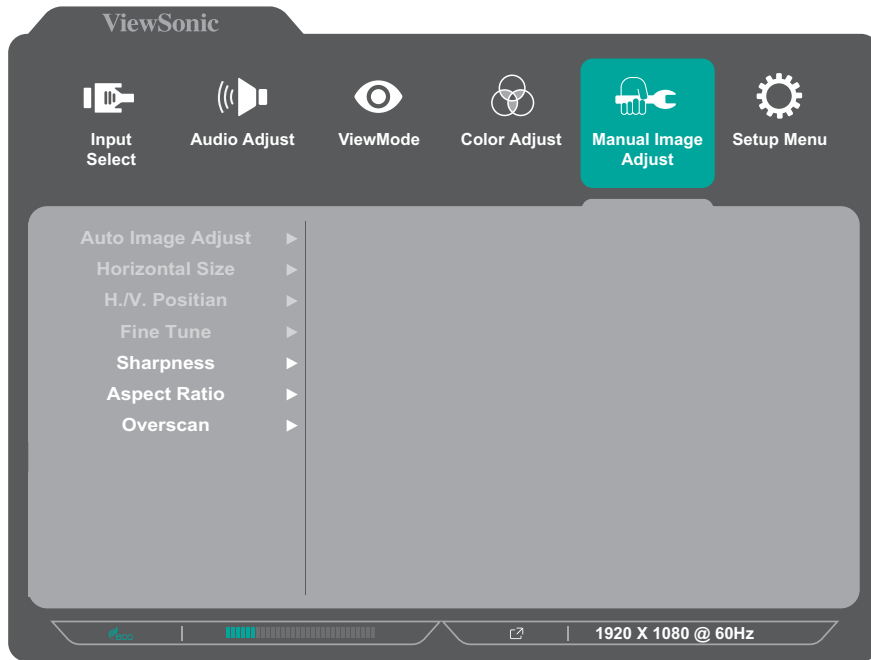 ViewSonic
Input
Select
Audio Adjust
ViewMode
Color Adjust
Manual Image
Adjust
Setup Menu
Auto Image Adjust
Horizontal Size
H./V. Positian
Fine Tune
Sharpness
Aspect Ratio
Overscan
1920 X 1080 @ 60Hz